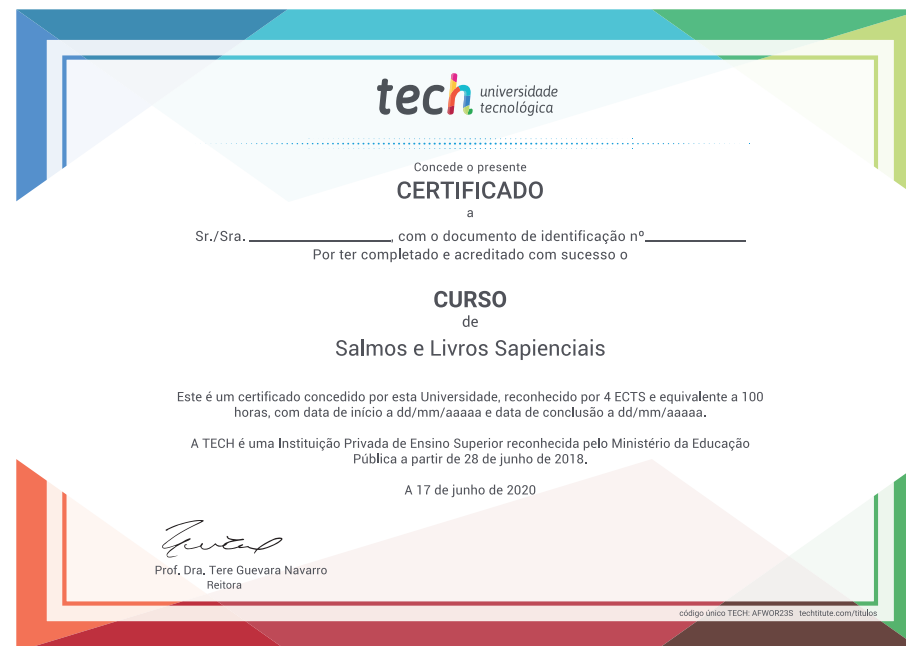 tech universidade
tecnológica
Concede o presente
CERTIFICADO
a
Sr./Sra. , com o documento de identificação nº
Por ter completado e acreditado com sucesso o
CURSO
de
Salmos e Livros Sapienciais
Este é um certificado concedido por esta Universidade, reconhecido por 4 ECTS e equivalente a 100
horas, com data de início a dd/mm/aaaaa e data de conclusão a dd/mm/aaaaa.
A TECH é uma Instituição Privada de Ensino Superior reconhecida pelo Ministério da Educação
Pública a partir de 28 de junho de 2018.
A 17 de junho de 2020
Prof. Dra. Tere Guevara Navarro
Reitora
código único TECH: AFWOR23S techtitute.com/titulos